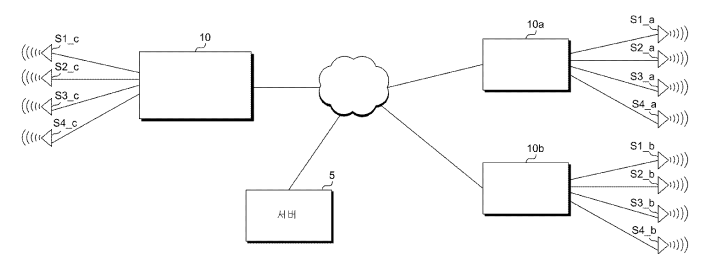 S1_c
S2_c
S3_c
S4_c
10
10a
S1_a
S2_a
S3_a
S4_a
5
서버
10b
S1_b
S2_b
S3_b
S4_b